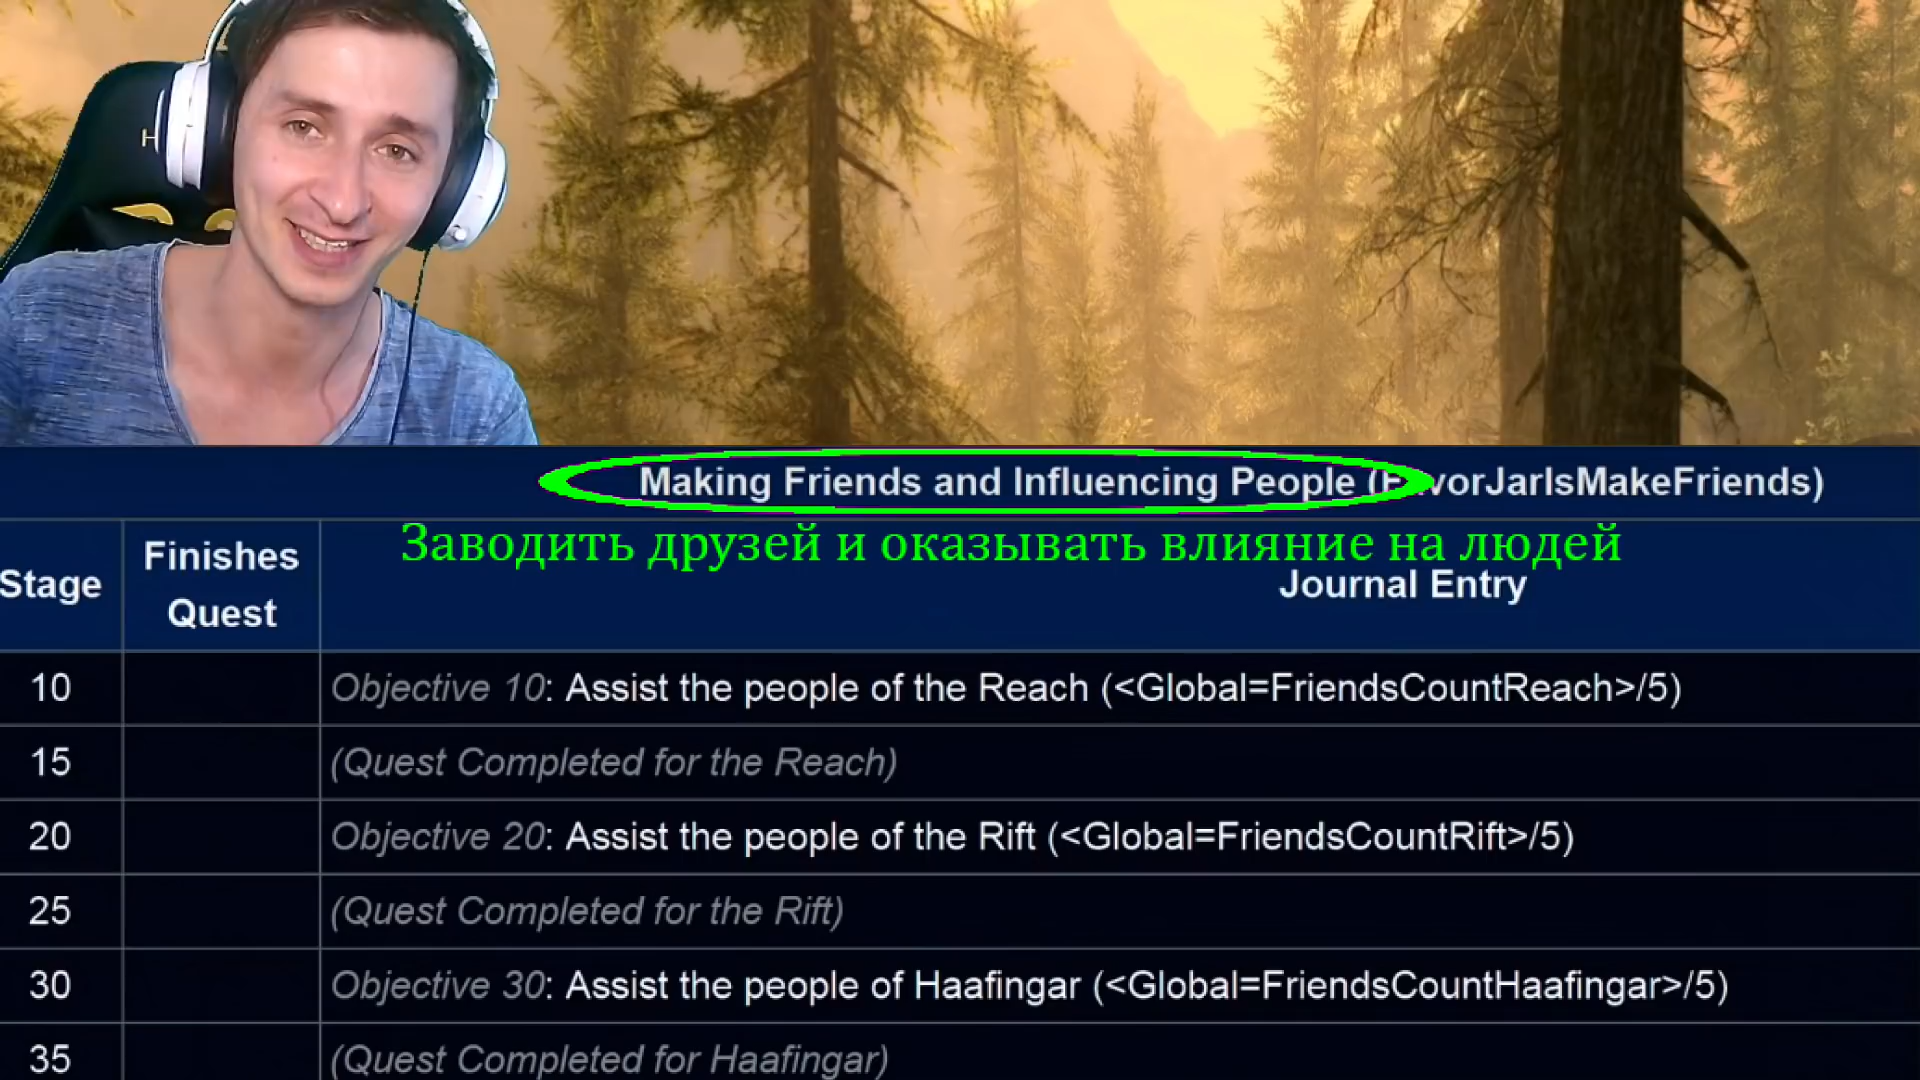 H
Making Friends and Influencing People (F vorJarlsMakeFriends)
Заводить друзей и оказывать влияние на людей
Stage
Finishes Quest
Journal Entry
10
Objective 10: Assist the people of the Reach (<Global=FriendsCountReach>/5)
15
(Quest Completed for the Reach)
20
Objective 20: Assist the people of the Rift (<Global=FriendsCountRift>/5)
25
(Quest Completed for the Rift)
30
Objective 30: Assist the people of Haafingar (<Global=FriendsCountHaafingar>/5)
35
(Quest Completed for Haafingar)